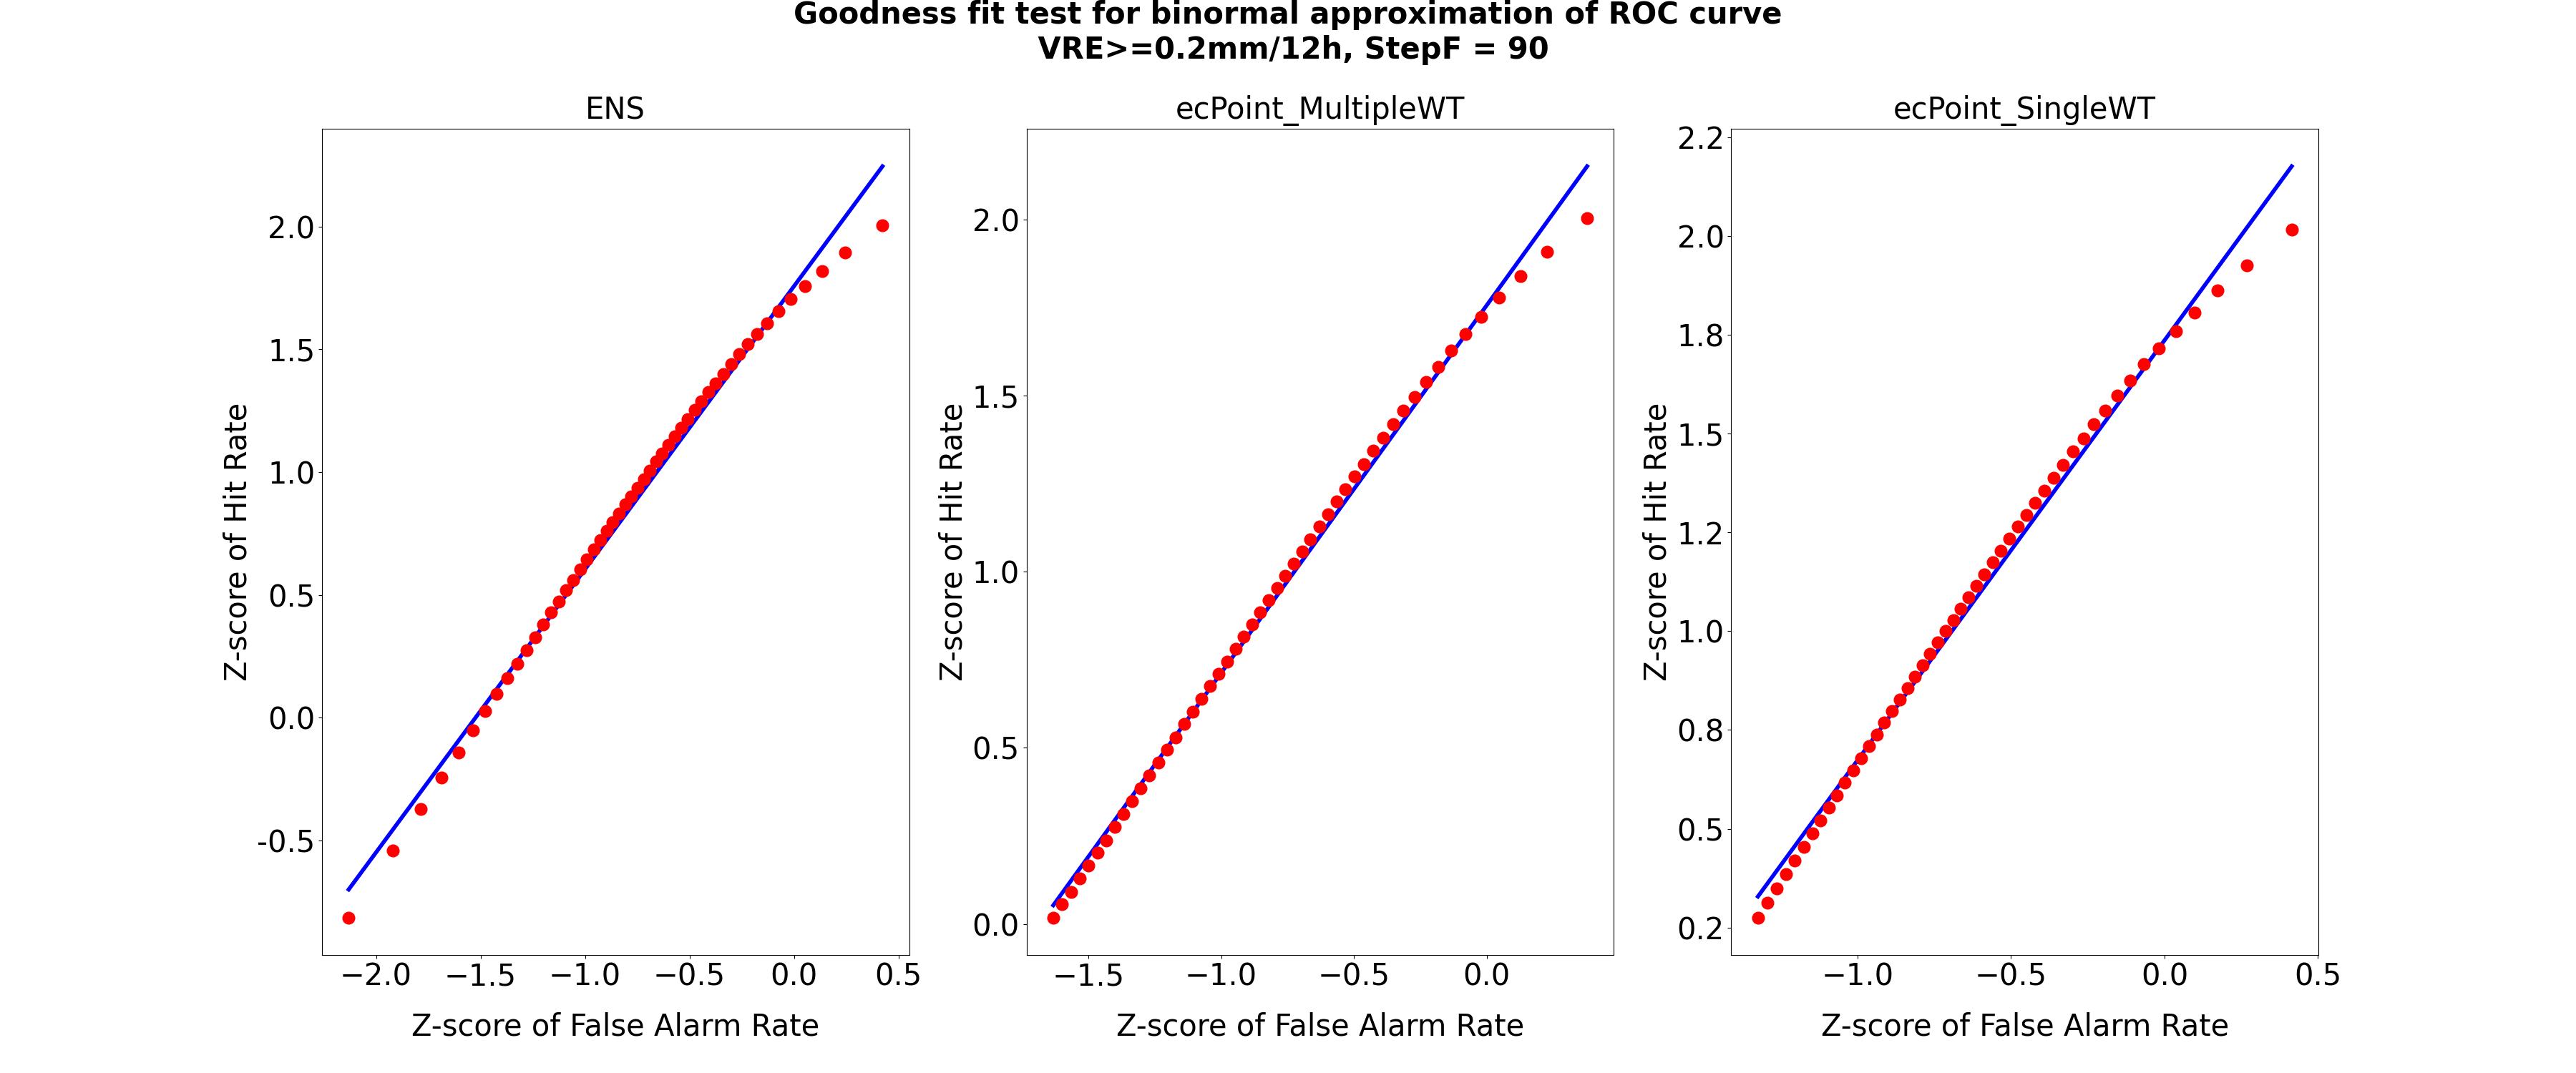 Goodness fit test for binormal approximation of ROC curve
VRE>=0.2mm/12h, StepF = 90
ENS
2.0
1.5
1.0
0.5
0.0
-0.5
Z-score of Hit Rate
−2.0 −1.5 −1.0 −0.5 0.0 0.5
Z-score of False Alarm Rate
ecPoint_MultipleWT
2.0
1.5
1.0
0.5
0.0
Z-score of Hit Rate
−1.5 −1.0 −0.5 0.0
Z-score of False Alarm Rate
ecPoint_SingleWT
2.2
2.0
1.8
1.5
1.2
1.0
0.8
0.5
0.2
Z-score of Hit Rate
−1.0 −0.5 0.0 0.5
Z-score of False Alarm Rate